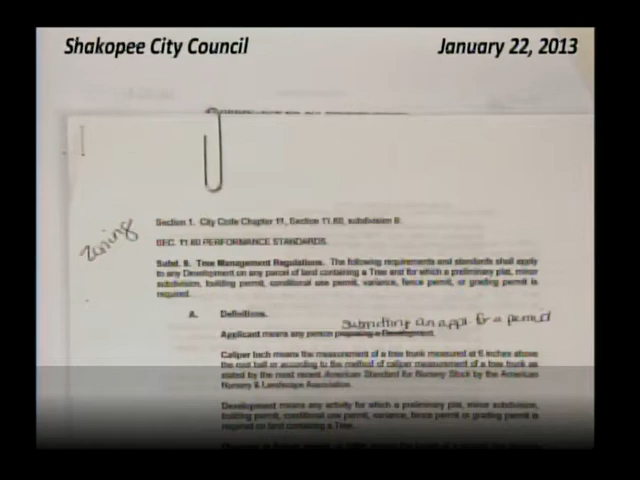 Shakopee City Council
January 22, 2013
Zoning
Section 1. City Code Chapter 11, Section 11.60, subdivision 9.
SEC. 11.60 PERFORMANCE STANDARDS.
Subd. 9. Tree Management Regulations. The following requirements and standards shall apply
to any Development on any parcel of land containing a Tree and for which a preliminary plat, minor
subdivision, building permit, conditional use permit, variance, fence permit, or grading permit is
required.
A. Definitions.
submitting an appl. for a permit
Applicant means any person proposing a Development.
Caliper Inch means the measurement of a tree trunk measured at 6 inches above
the root ball or according to the method of caliper measurement of a tree trunk as
stated by the most recent American Standard for Nursery Stock by the American
Nursery & Landscape Association.
Development means any activity for which a preliminary plat, minor subdivision,
building permit, conditional use permit, variance, fence permit or grading permit is
required on land containing a Tree.